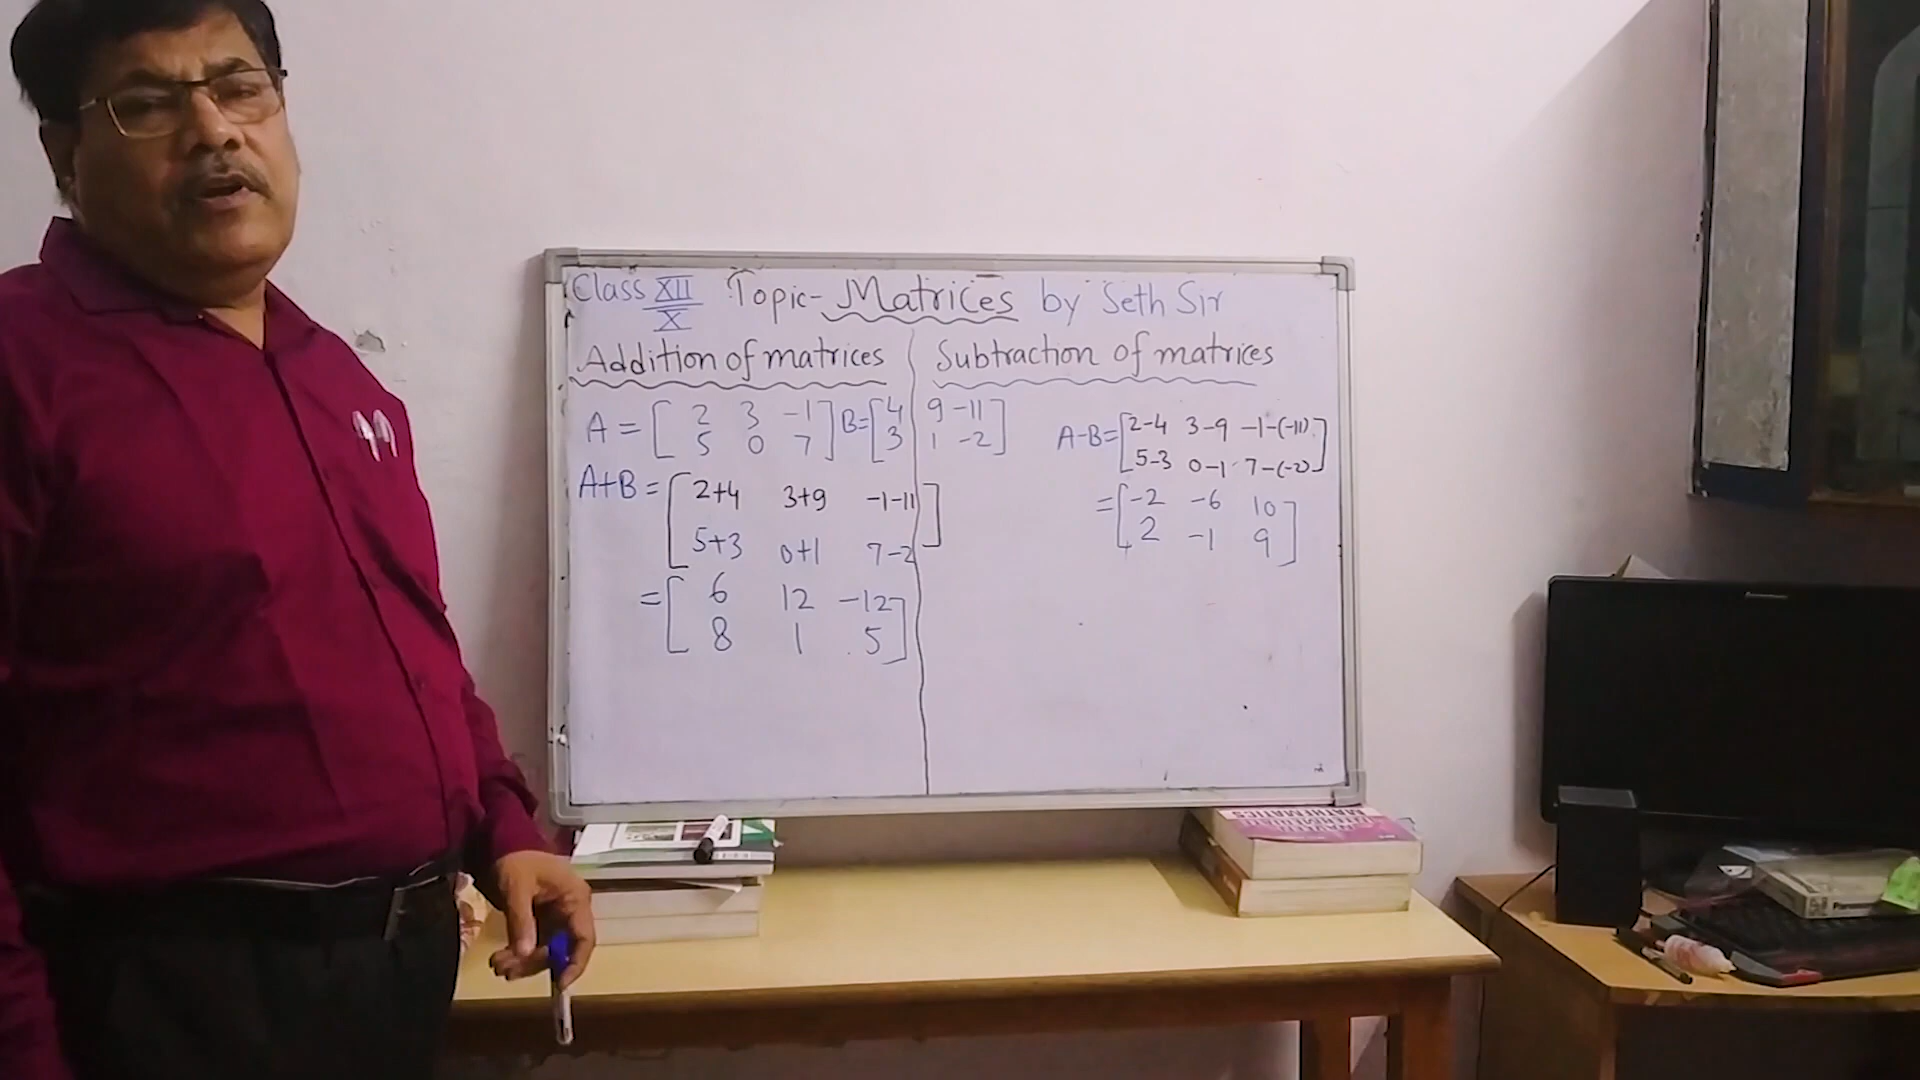 Class XII/X Topic- Matrices by Seth Sir
Addition of matrices
A = [ 2 3 -1 ] B= [ 4 9 -11 ]
[ 5 0 7 ] [ 3 1 -2 ]
A+B = [ 2+4 3+9 -1-11 ]
[ 5+3 0+1 7-2 ]
= [ 6 12 -12 ]
[ 8 1 5 ]
Subtraction of matrices
A-B= [ 2-4 3-9 -1-(-11) ]
[ 5-3 0-1 7-(-2) ]
= [ -2 -6 10 ]
[ 2 -1 9 ]
MATHEMATICS